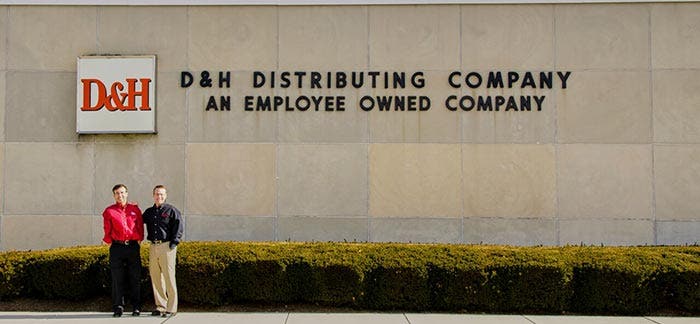 D&H
D&H DISTRIBUTING COMPANY
AN EMPLOYEE OWNED COMPANY